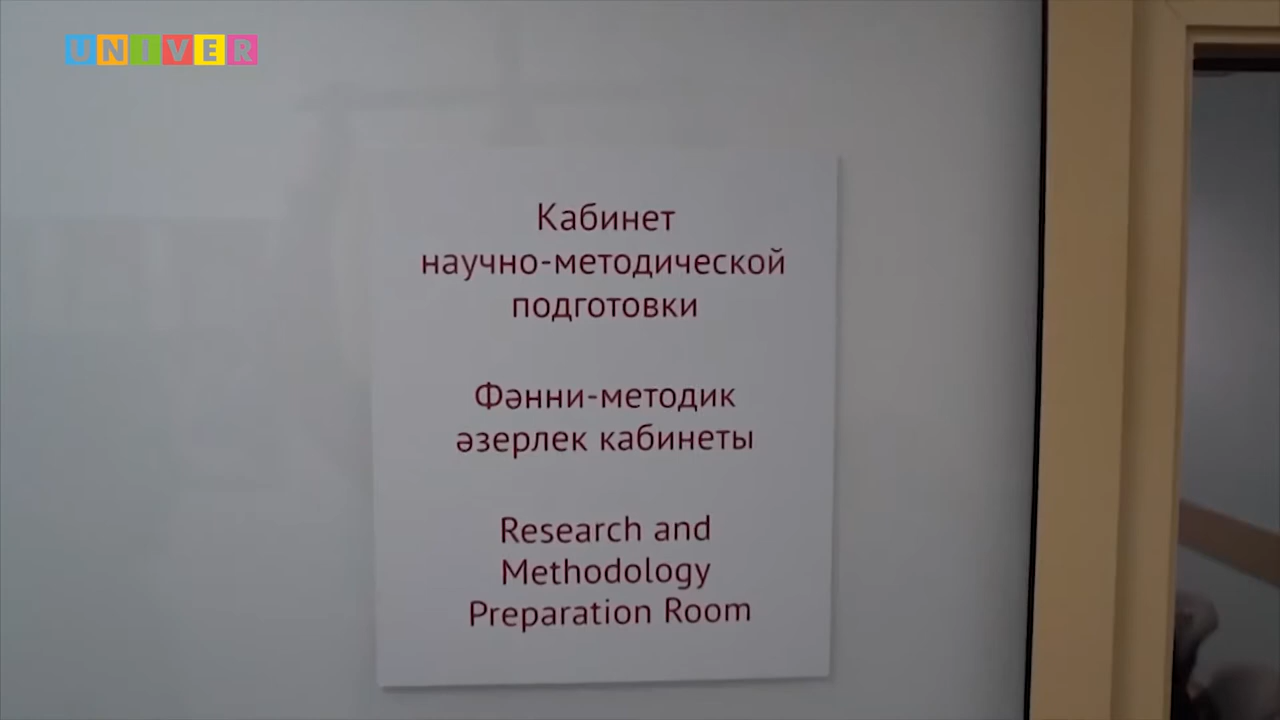 UNIVER
Кабинет
научно-методической
подготовки
Фәнни-методик
әзерлек кабинеты
Research and
Methodology
Preparation Room